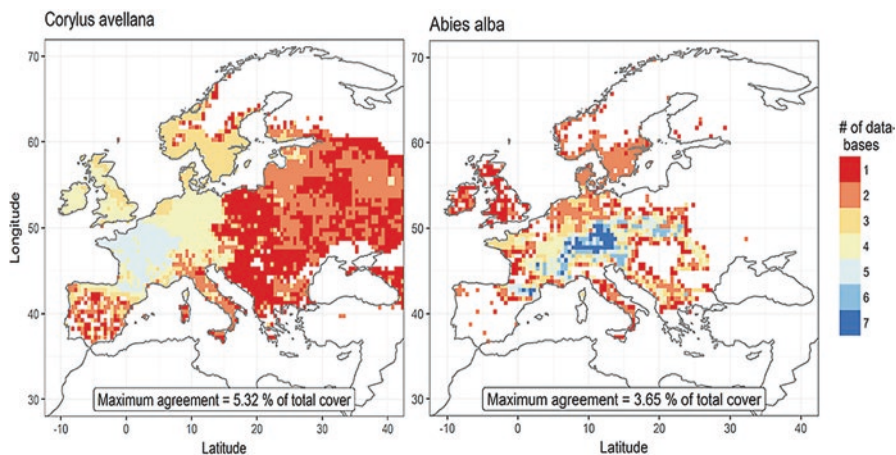 Corylus avellana
Abies alba
70
60
50
40
30
Longitude
-10 0 10 20 30 40
Latitude
Maximum agreement = 5.32 % of total cover
70
60
50
40
30
-10 0 10 20 30 40
Latitude
Maximum agreement = 3.65 % of total cover
# of data-
bases
1
2
3
4
5
6
7